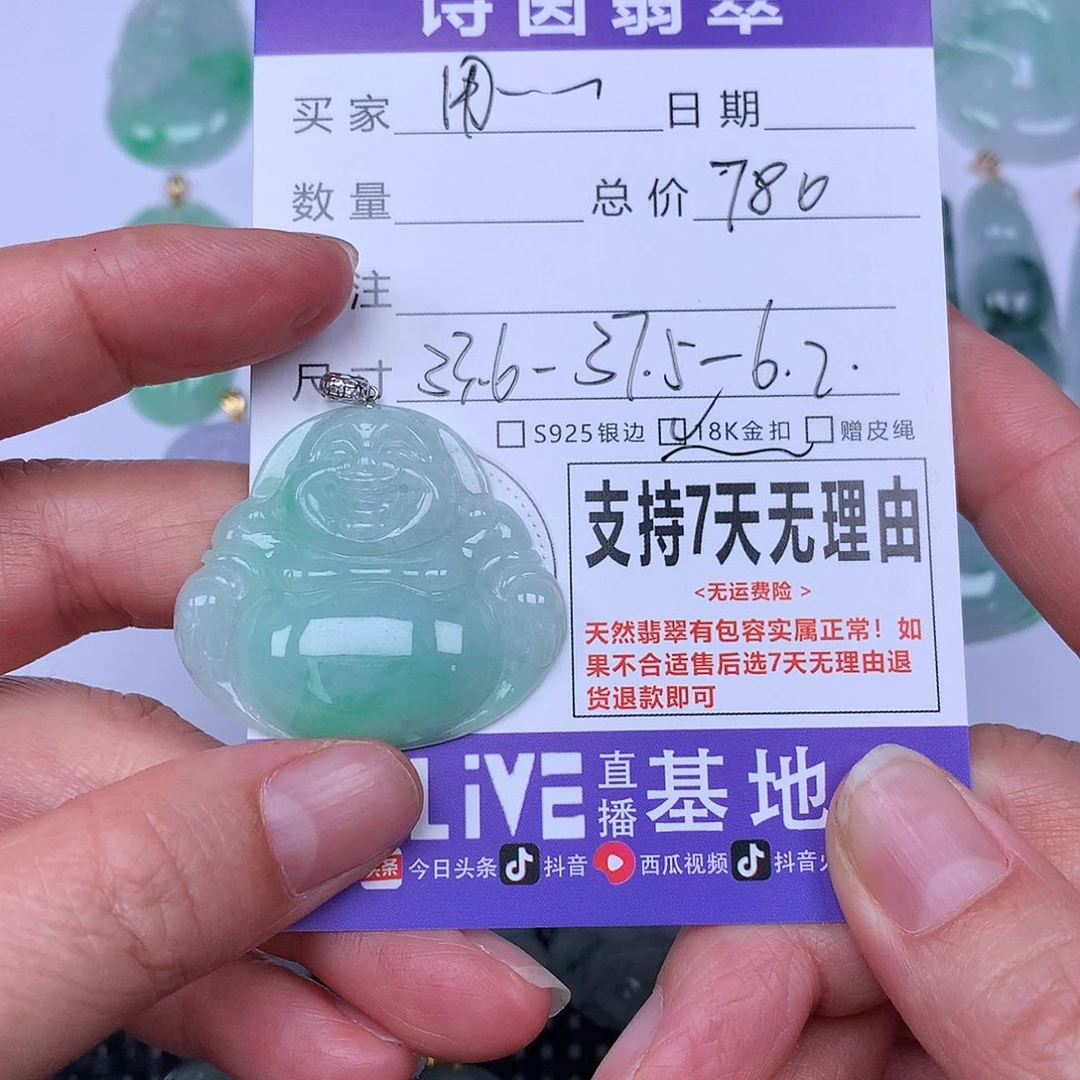 诗茵翡翠
买家 日期
数量 总价 780
注
尺寸 33.6-37.5-6.2.
S925银边 18K金扣 赠皮绳
支持7天无理由
<无运费险>
天然翡翠有包容实属正常！如
果不合适售后选7天无理由退
货退款即可
LiVE 直播 基地
头条 今日头条 抖音 西瓜视频 抖音火